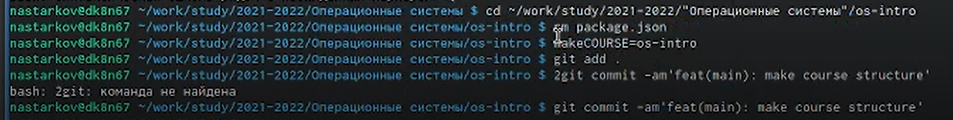 nastarkov@dk8n67 ~/work/study/2021-2022/Операционные системы $ cd ~/work/study/2021-2022/"Операционные системы"/os-intro
nastarkov@dk8n67 ~/work/study/2021-2022/Операционные системы/os-intro $ rm package.json
nastarkov@dk8n67 ~/work/study/2021-2022/Операционные системы/os-intro $ makeCOURSE=os-intro
nastarkov@dk8n67 ~/work/study/2021-2022/Операционные системы/os-intro $ git add .
nastarkov@dk8n67 ~/work/study/2021-2022/Операционные системы/os-intro $ 2git commit -am'feat(main): make course structure'
bash: 2git: команда не найдена
nastarkov@dk8n67 ~/work/study/2021-2022/Операционные системы/os-intro $ git commit -am'feat(main): make course structure'